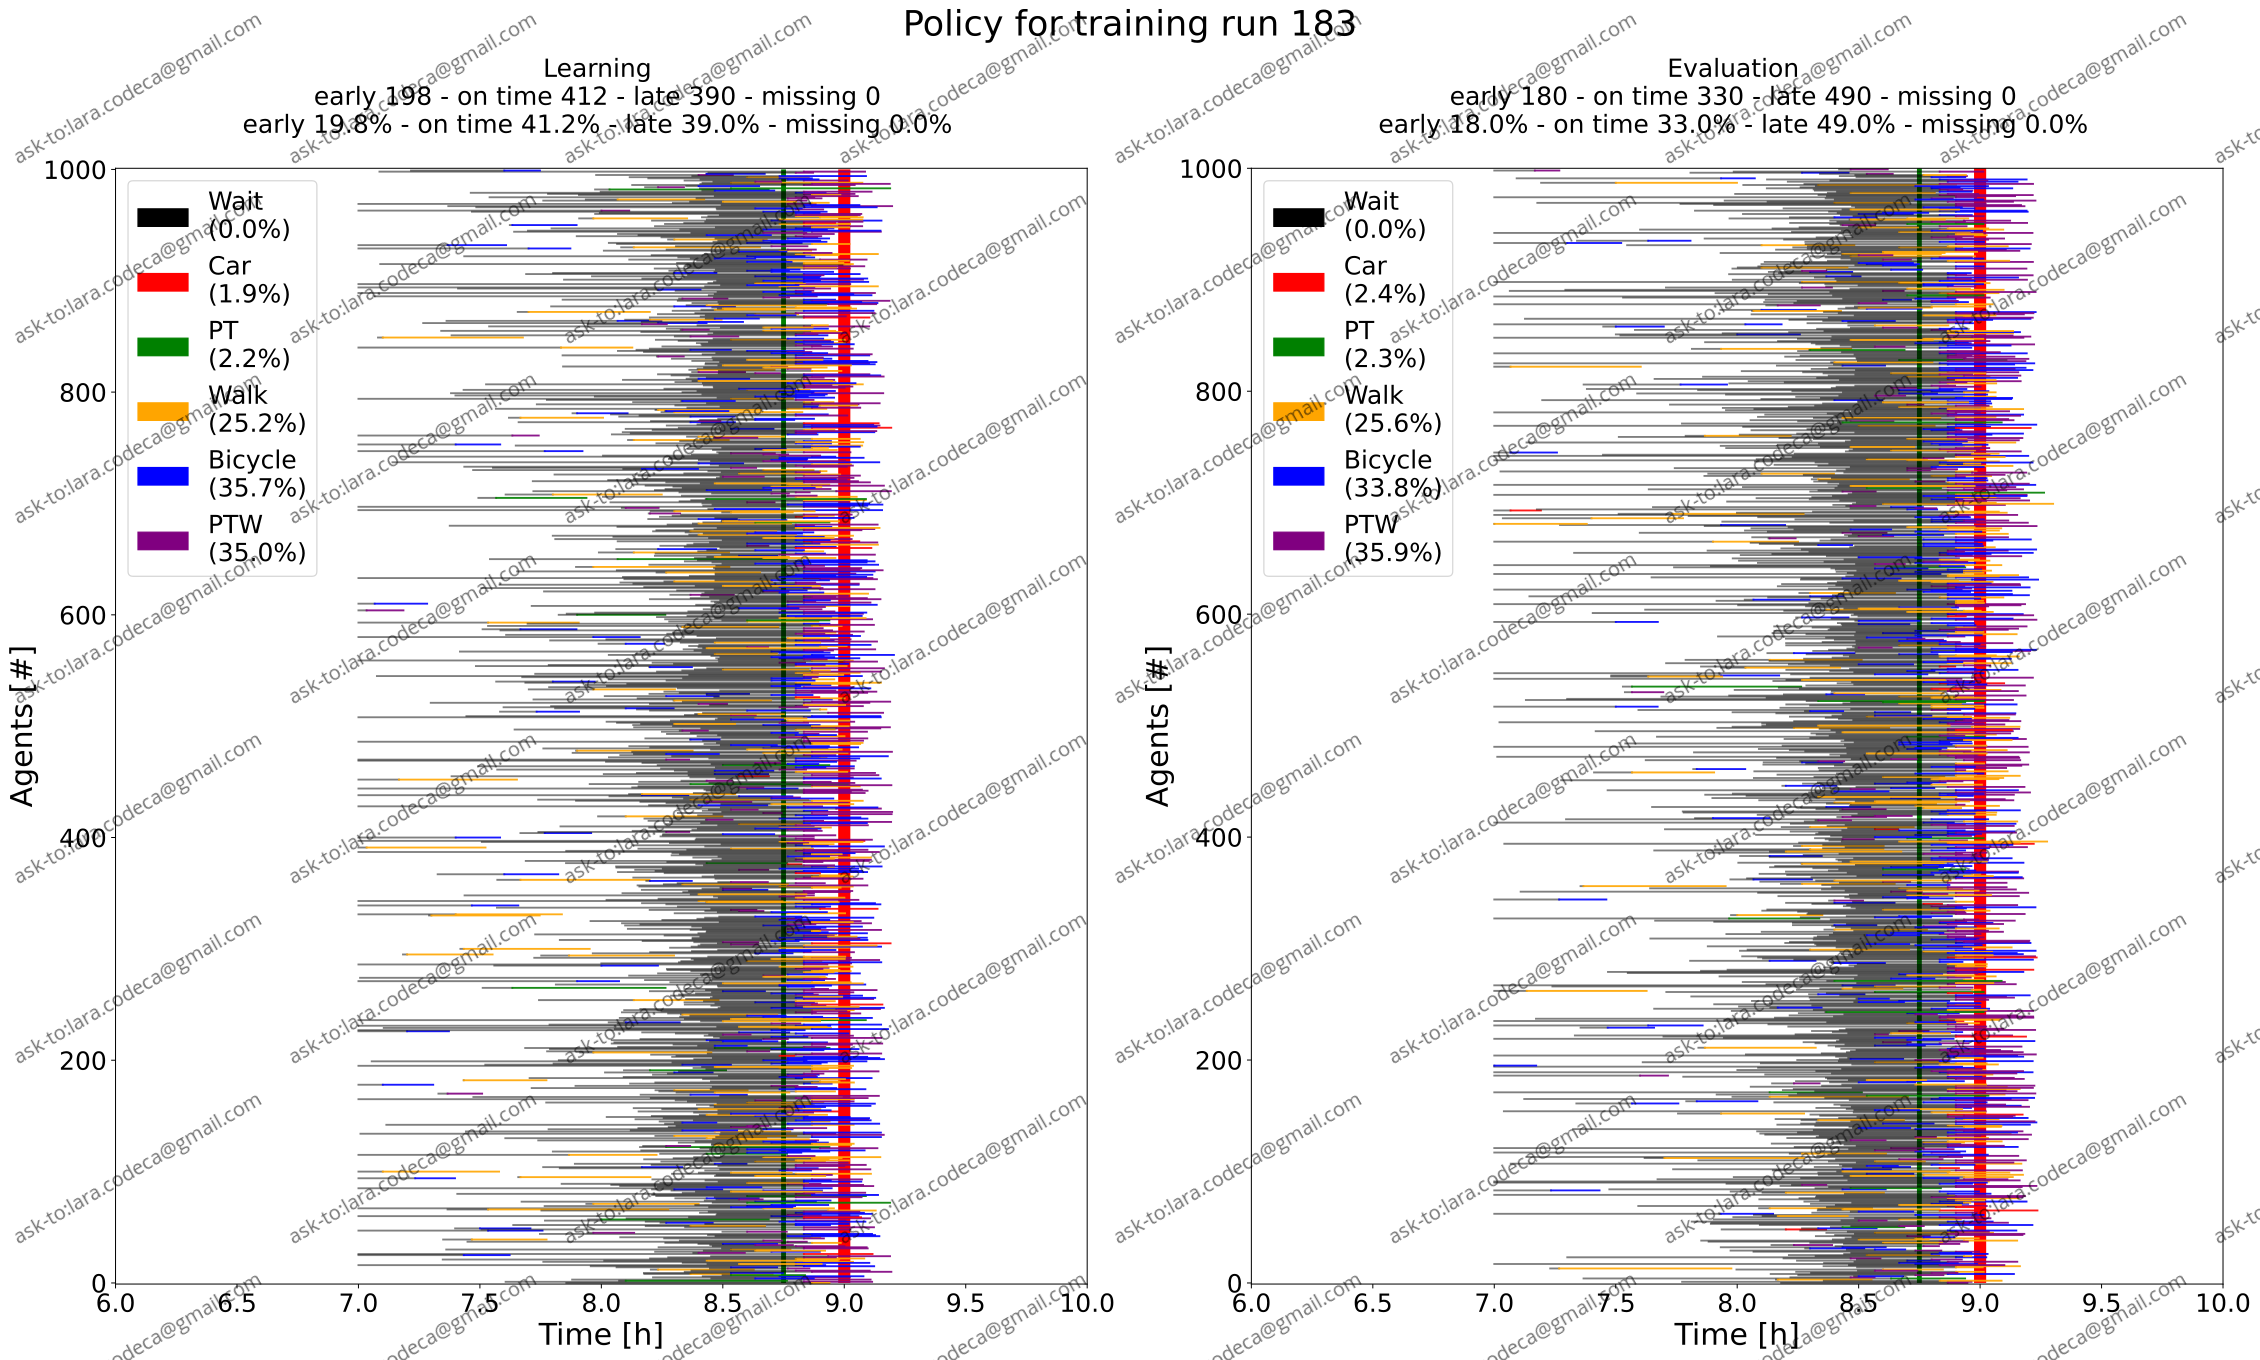 Policy for training run 183
Learning
early 198 - on time 412 - late 390 - missing 0
early 19.8% - on time 41.2% - late 39.0% - missing 0.0%
Evaluation
early 180 - on time 330 - late 490 - missing 0
early 18.0% - on time 33.0% - late 49.0% - missing 0.0%
Agents [#]
1000
800
600
400
200
0
Wait
(0.0%)
Car
(1.9%)
PT
(2.2%)
Walk
(25.2%)
Bicycle
(35.7%)
PTW
(35.0%)
6.0 6.5 7.0 7.5 8.0 8.5 9.0 9.5 10.0
Time [h]
Agents [#]
1000
800
600
400
200
0
Wait
(0.0%)
Car
(2.4%)
PT
(2.3%)
Walk
(25.6%)
Bicycle
(33.8%)
PTW
(35.9%)
6.0 6.5 7.0 7.5 8.0 8.5 9.0 9.5 10.0
Time [h]
ask-to:lara.codeca@gmail.com